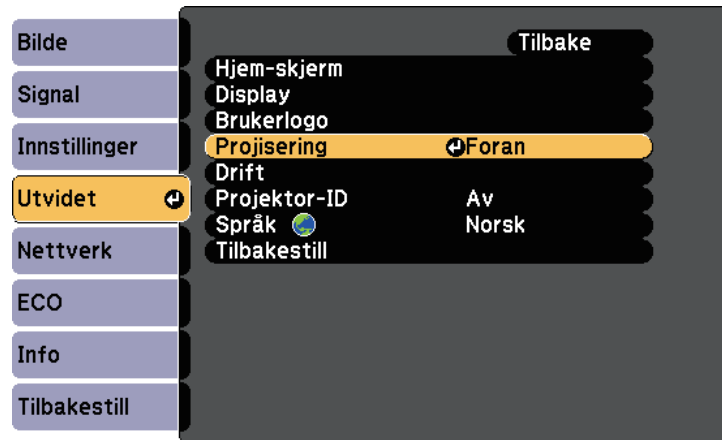 Bilde
Signal
Innstillinger
Utvidet
Nettverk
ECO
Info
Tilbakestill
Tilbake
Hjem-skjerm
Display
Brukerlogo
Projisering Foran
Drift
Projektor-ID Av
Språk Norsk
Tilbakestill